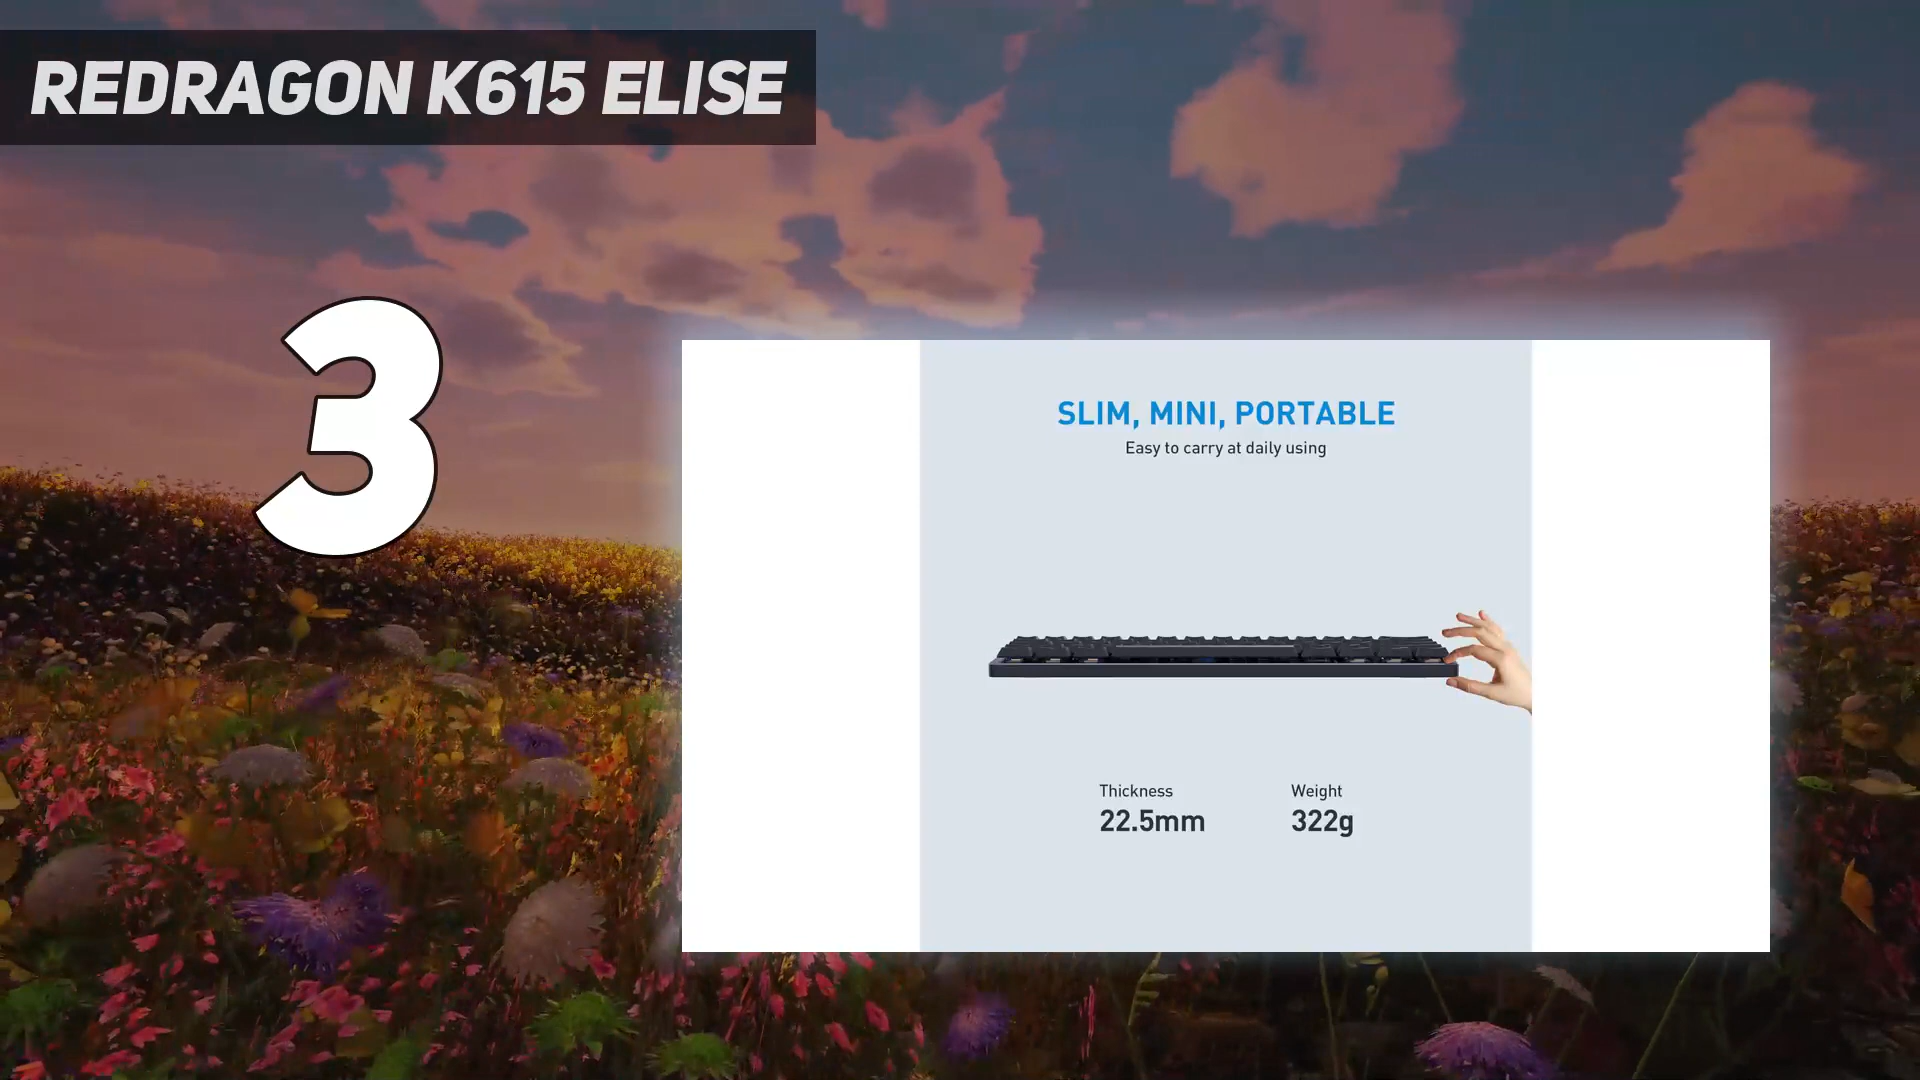 REDRAGON K615 ELISE
3
SLIM, MINI, PORTABLE
Easy to carry at daily using
Thickness
22.5mm
Weight
322g